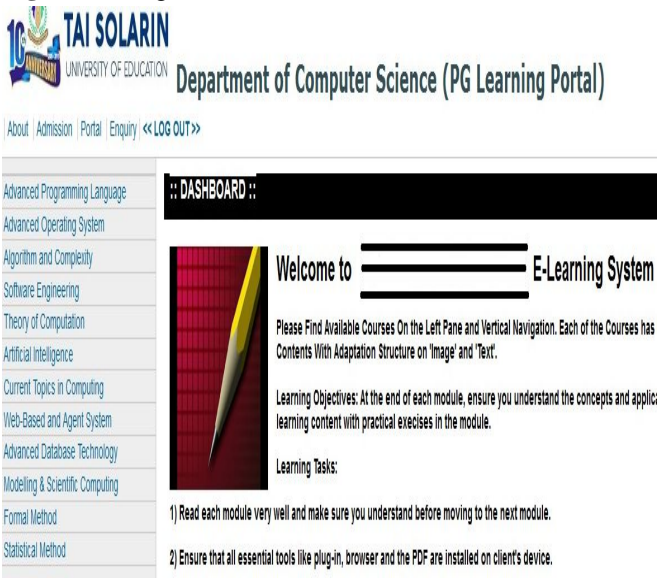 10th
ANNIVERSARY
TAI SOLARIN
UNIVERSITY OF EDUCATION
Department of Computer Science (PG Learning Portal)
About | Admission | Portal | Enquiry | << LOG OUT >>
Advanced Programming Language
Advanced Operating System
Algorithm and Complexity
Software Engineering
Theory of Computation
Artificial Intelligence
Current Topics in Computing
Web-Based and Agent System
Advanced Database Technology
Modelling & Scientific Computing
Formal Method
Statistical Method
:: DASHBOARD ::
Welcome to E-Learning System
Please Find Available Courses On the Left Pane and Vertical Navigation. Each of the Courses has
Contents With Adaptation Structure on 'Image' and 'Text'.
Learning Objectives: At the end of each module, ensure you understand the concepts and applica
learning content with practical execises in the module.
Learning Tasks:
1) Read each module very well and make sure you understand before moving to the next module.
2) Ensure that all essential tools like plug-in, browser and the PDF are installed on client's device.